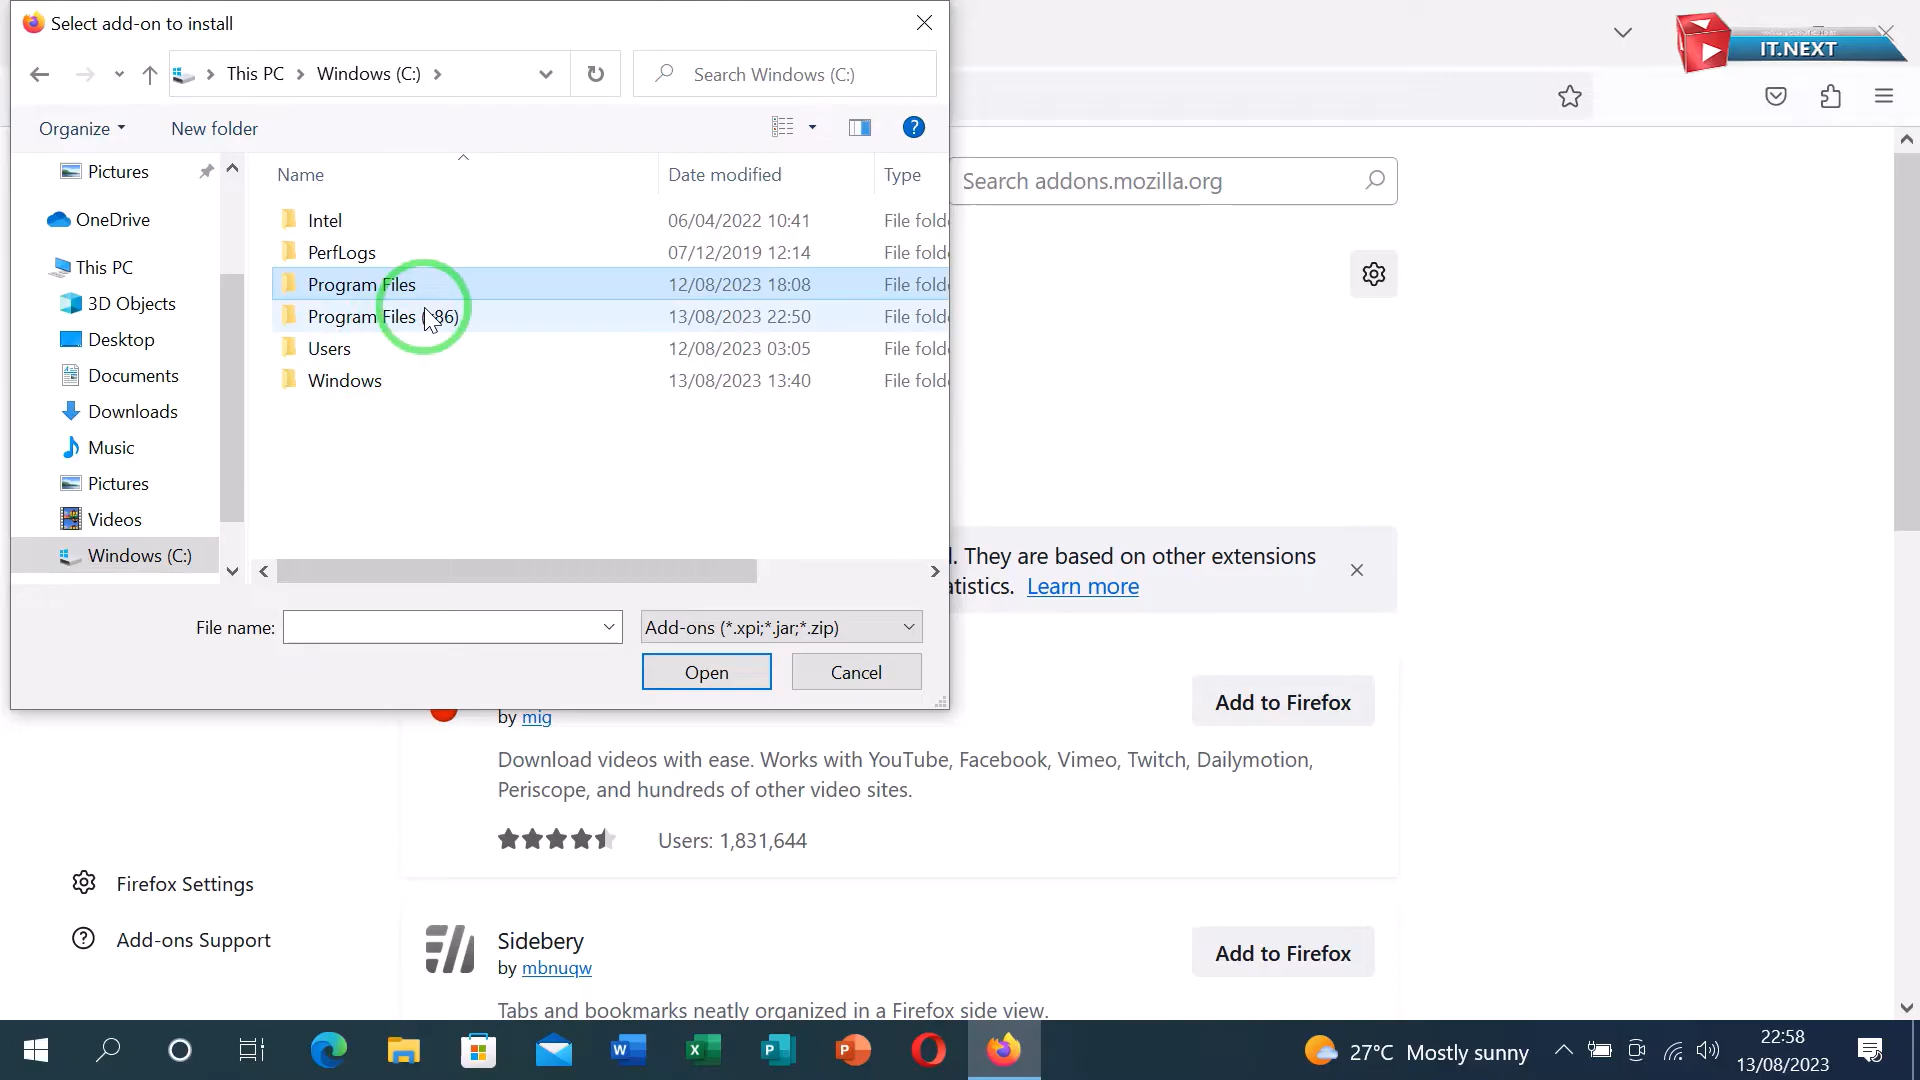 Select add-on to install
IT.NEXT
This PC
Windows (C:)
Search Windows (C:)
Organize
New folder
Name
Date modified
Type
Search addons.mozilla.org
Pictures
OneDrive
This PC
3D Objects
Desktop
Documents
Downloads
Music
Pictures
Videos
Windows (C:)
Intel 06/04/2022 10:41 File fold
PerfLogs 07/12/2019 12:14 File fold
Program Files 12/08/2023 18:08 File fold
Program Files (x86) 13/08/2023 22:50 File fold
Users 12/08/2023 03:05 File fold
Windows 13/08/2023 13:40 File fold
File name:
Add-ons (*.xpi;*.jar;*.zip)
Open
Cancel
. They are based on other extensions
atistics. Learn more
by mig
Add to Firefox
Download videos with ease. Works with YouTube, Facebook, Vimeo, Twitch, Dailymotion,
Periscope, and hundreds of other video sites.
Users: 1,831,644
Firefox Settings
Add-ons Support
Sidebery
by mbnuqw
Add to Firefox
Tabs and bookmarks neatly organized in a Firefox side view.
27°C Mostly sunny
22:58
13/08/2023